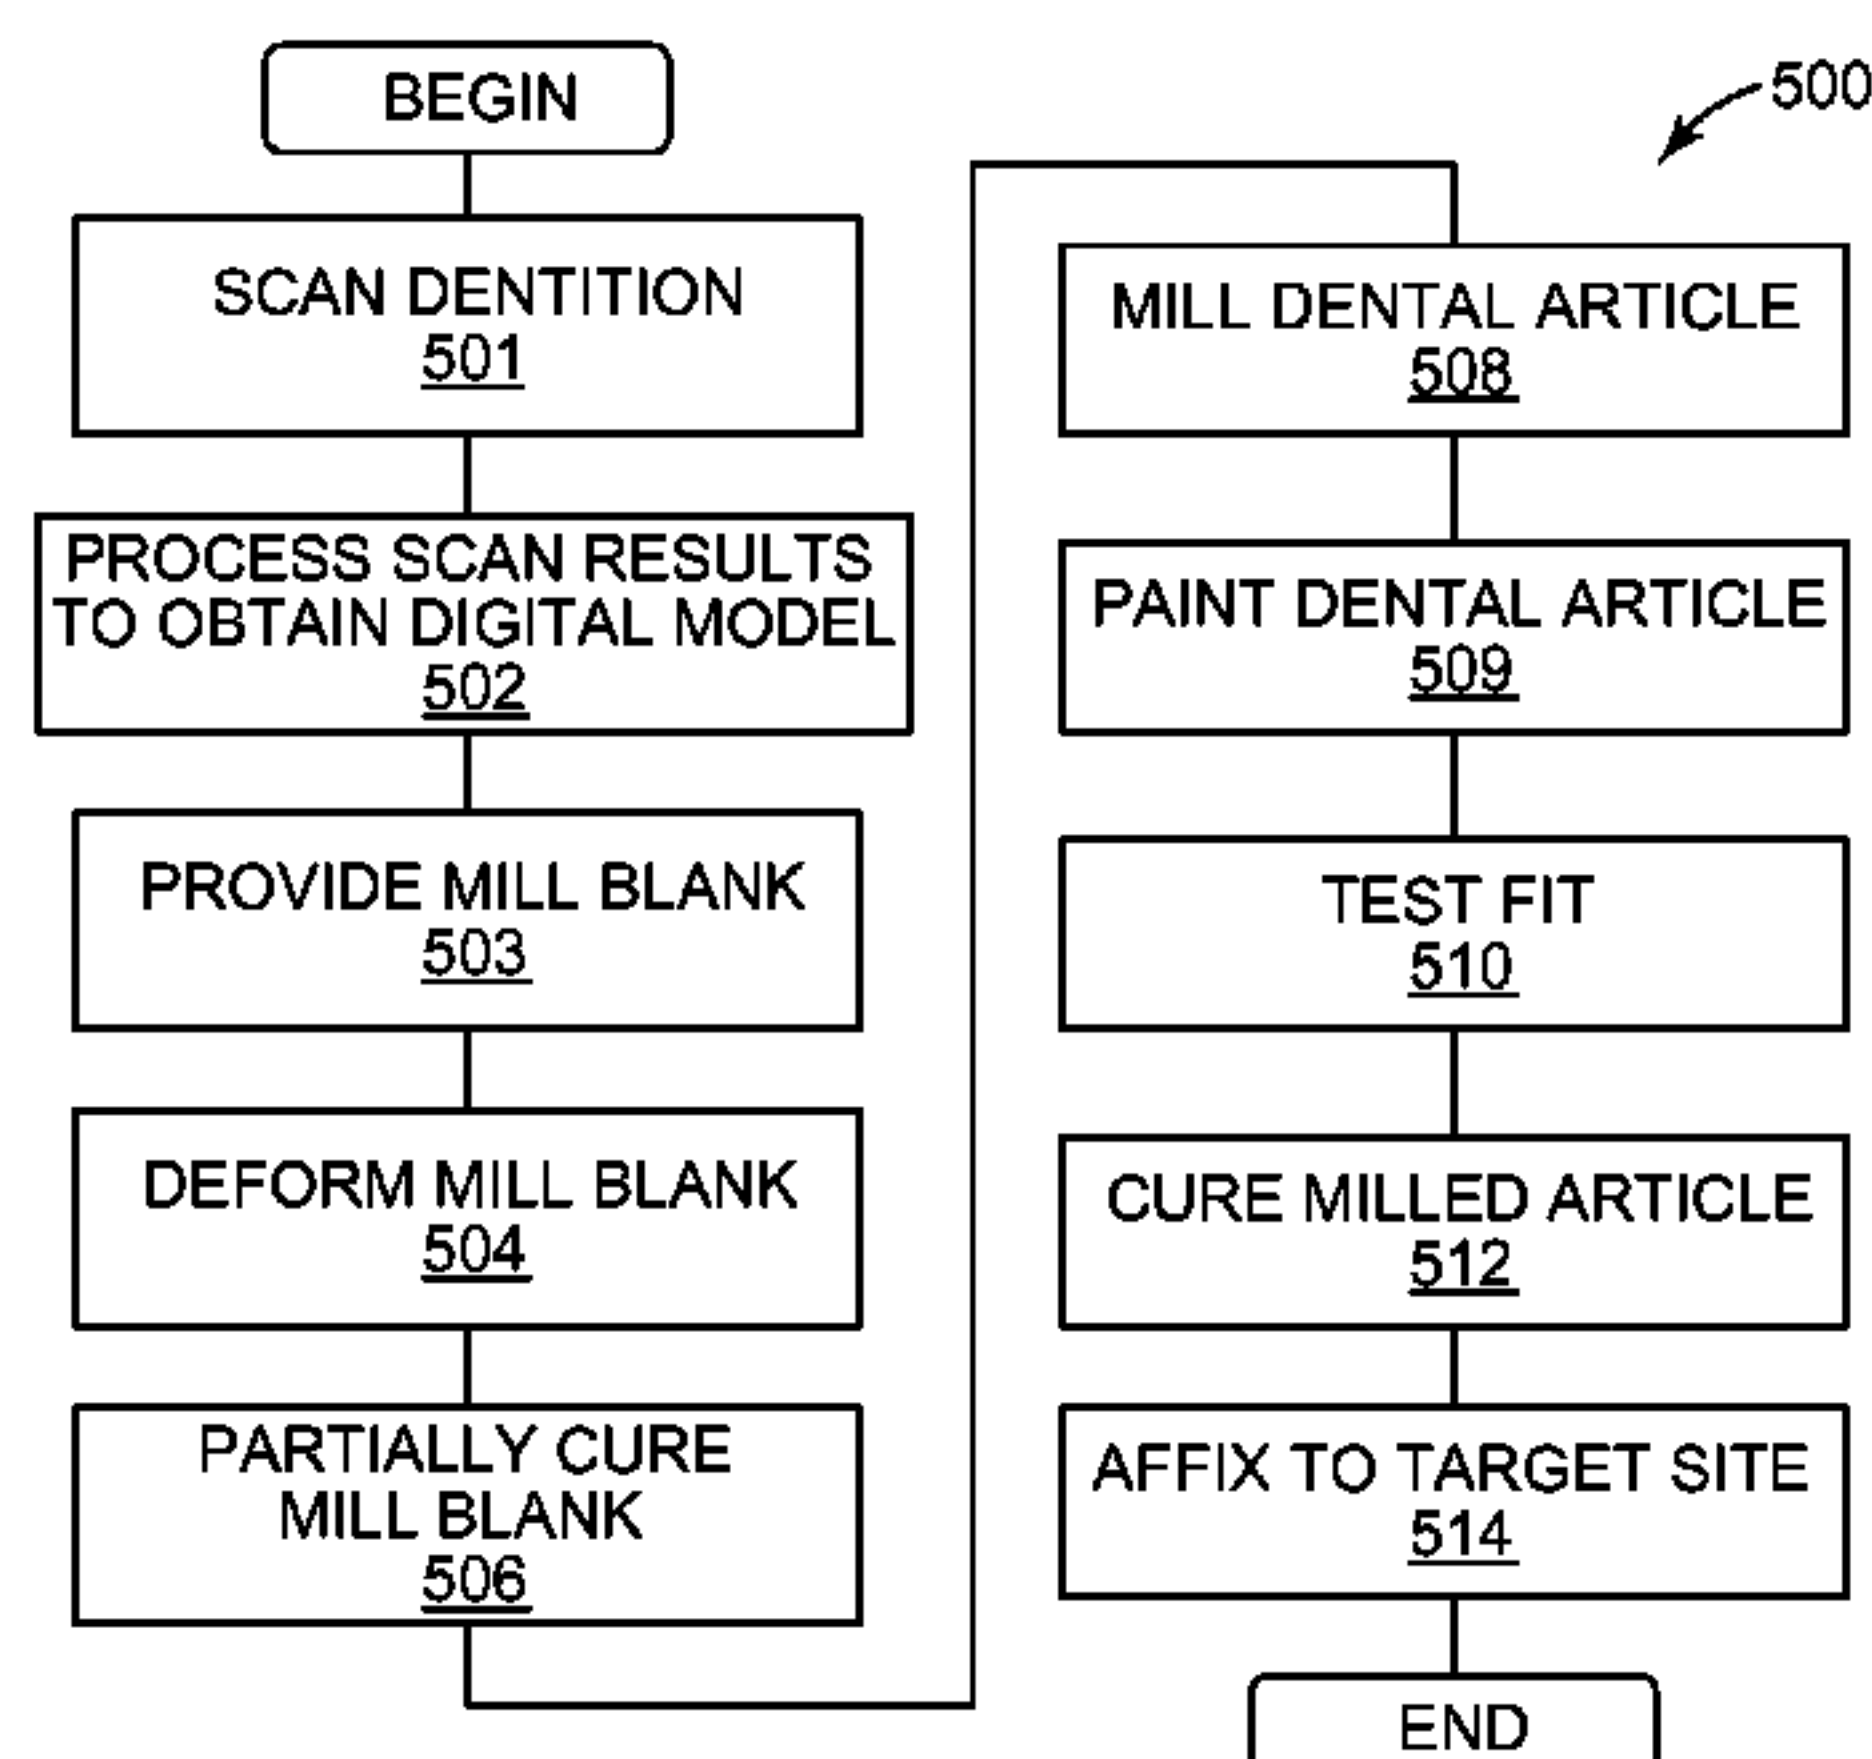 BEGIN
SCAN DENTITION
501
PROCESS SCAN RESULTS
TO OBTAIN DIGITAL MODEL
502
PROVIDE MILL BLANK
503
DEFORM MILL BLANK
504
PARTIALLY CURE
MILL BLANK
506
500
MILL DENTAL ARTICLE
508
PAINT DENTAL ARTICLE
509
TEST FIT
510
CURE MILLED ARTICLE
512
AFFIX TO TARGET SITE
514
END